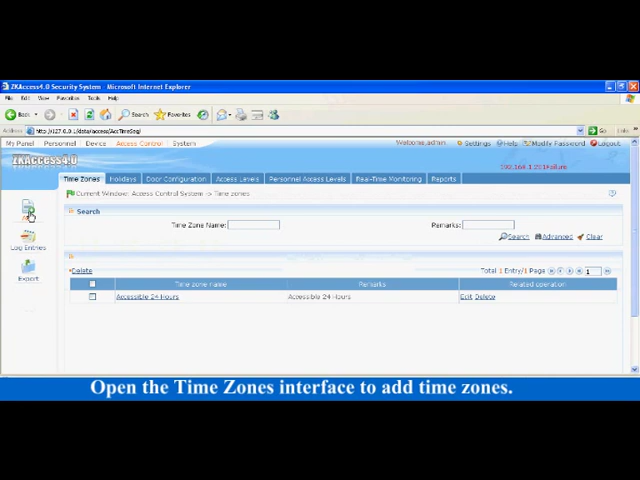 ZKAccess4.0 Security System - Microsoft Internet Explorer
File Edit View Favorites Tools Help
Back Search Favorites
Address http://127.0.0.1/data/access/AccTimeSeg/ Go Links
My Panel Personnel Device Access Control System Welcome,admin Settings Help Modify Password Logout
ZKAccess4.0
192.168.1.211Failure
Time Zones Holidays Door Configuration Access Levels Personnel Access Levels Real-Time Monitoring Reports
Current Window: Access Control System -> Time zones
Search
Time Zone Name: Remarks:
Search Advanced Clear
Log Entries
Export
Delete Total 1 Entry/1 Page 1
Time zone name Remarks Related operation
Accessible 24 Hours Accessible 24 Hours Edit Delete
Open the Time Zones interface to add time zones.